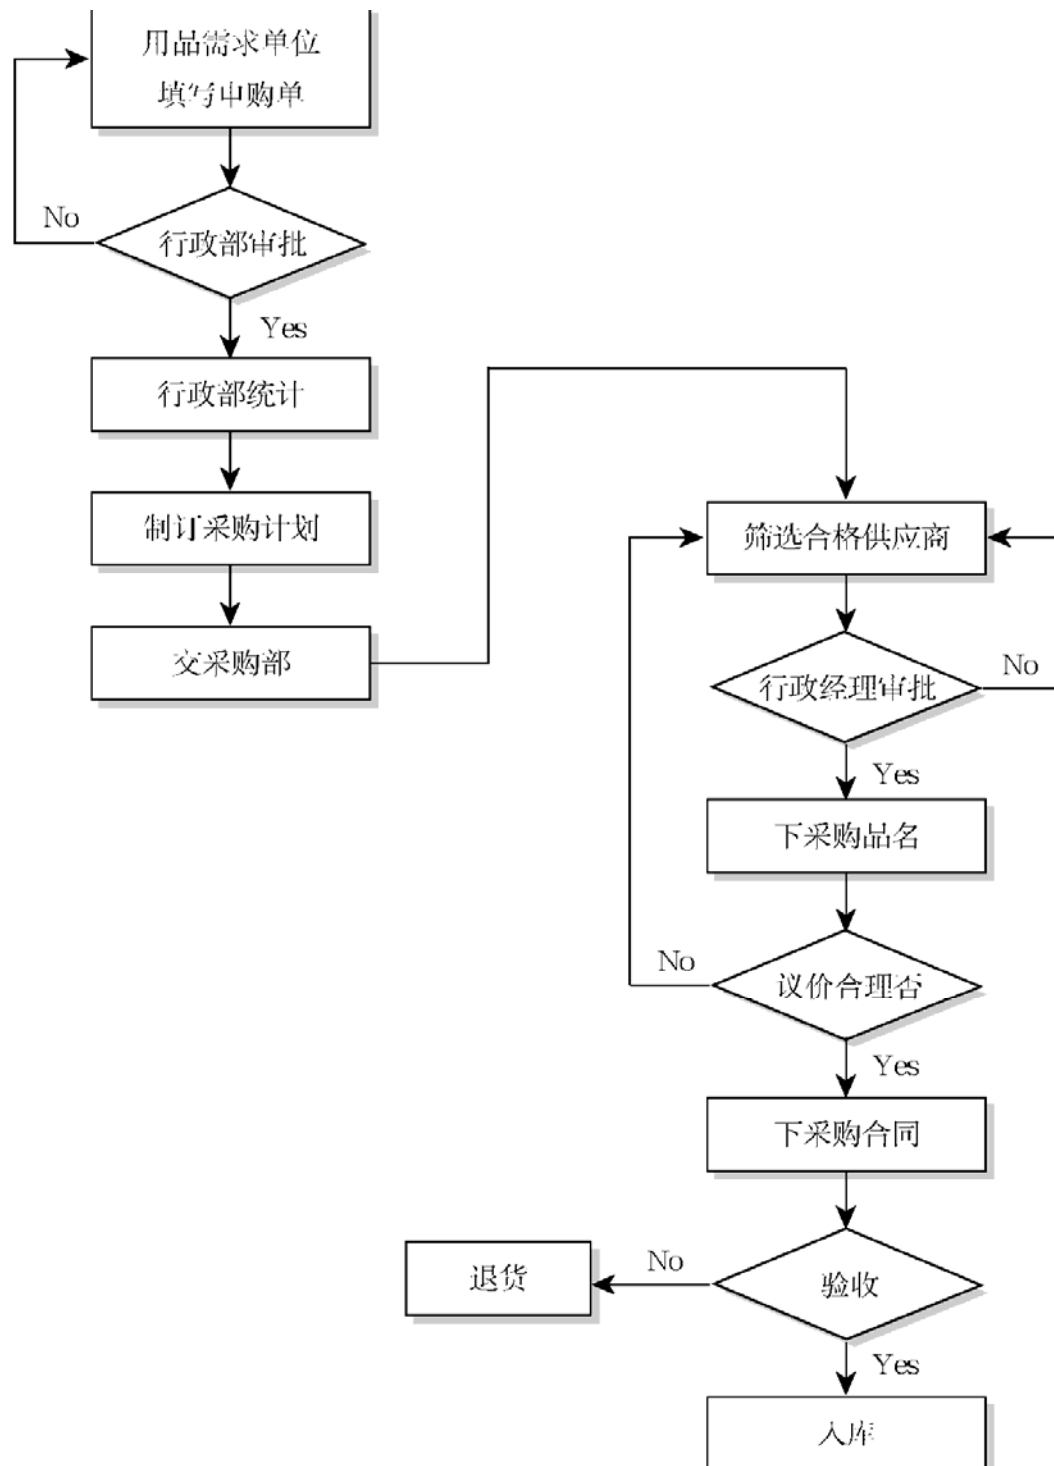 用品需求单位
填写申购单
No
行政部审批
Yes
行政部统计
制订采购计划
交采购部
筛选合格供应商
行政经理审批
No
Yes
下采购品名
No
议价合理否
Yes
下采购合同
退货
No
验收
Yes
入库